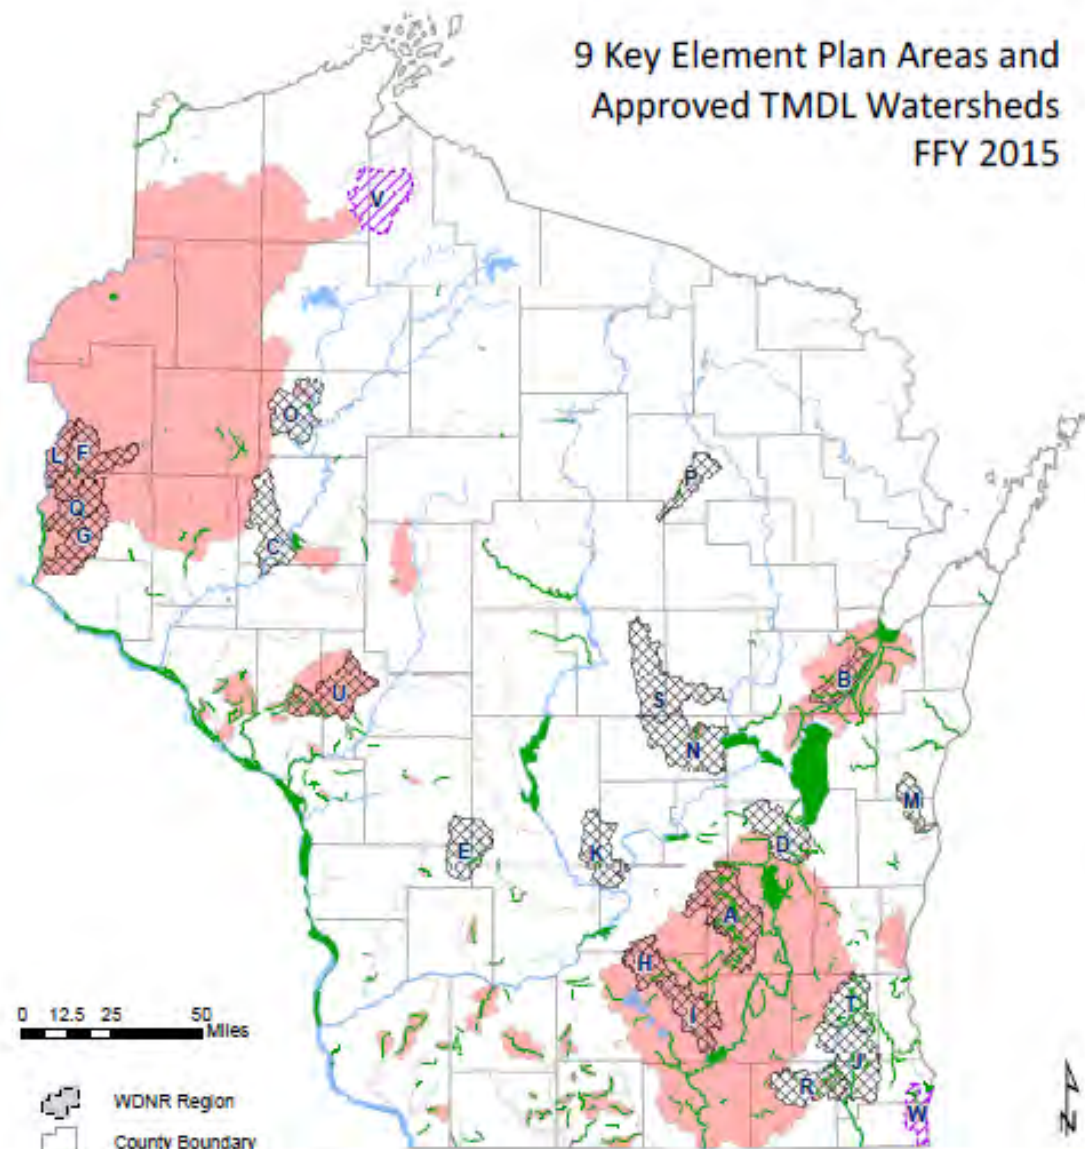 9 Key Element Plan Areas and
Approved TMDL Watersheds
FFY 2015
V
O
L F
P
Q
G
C
B
U
S
N
M
E
K
D
A
H
I
T
J
R
W
0 12.5 25 50
Miles
WDNR Region
County Boundary
N